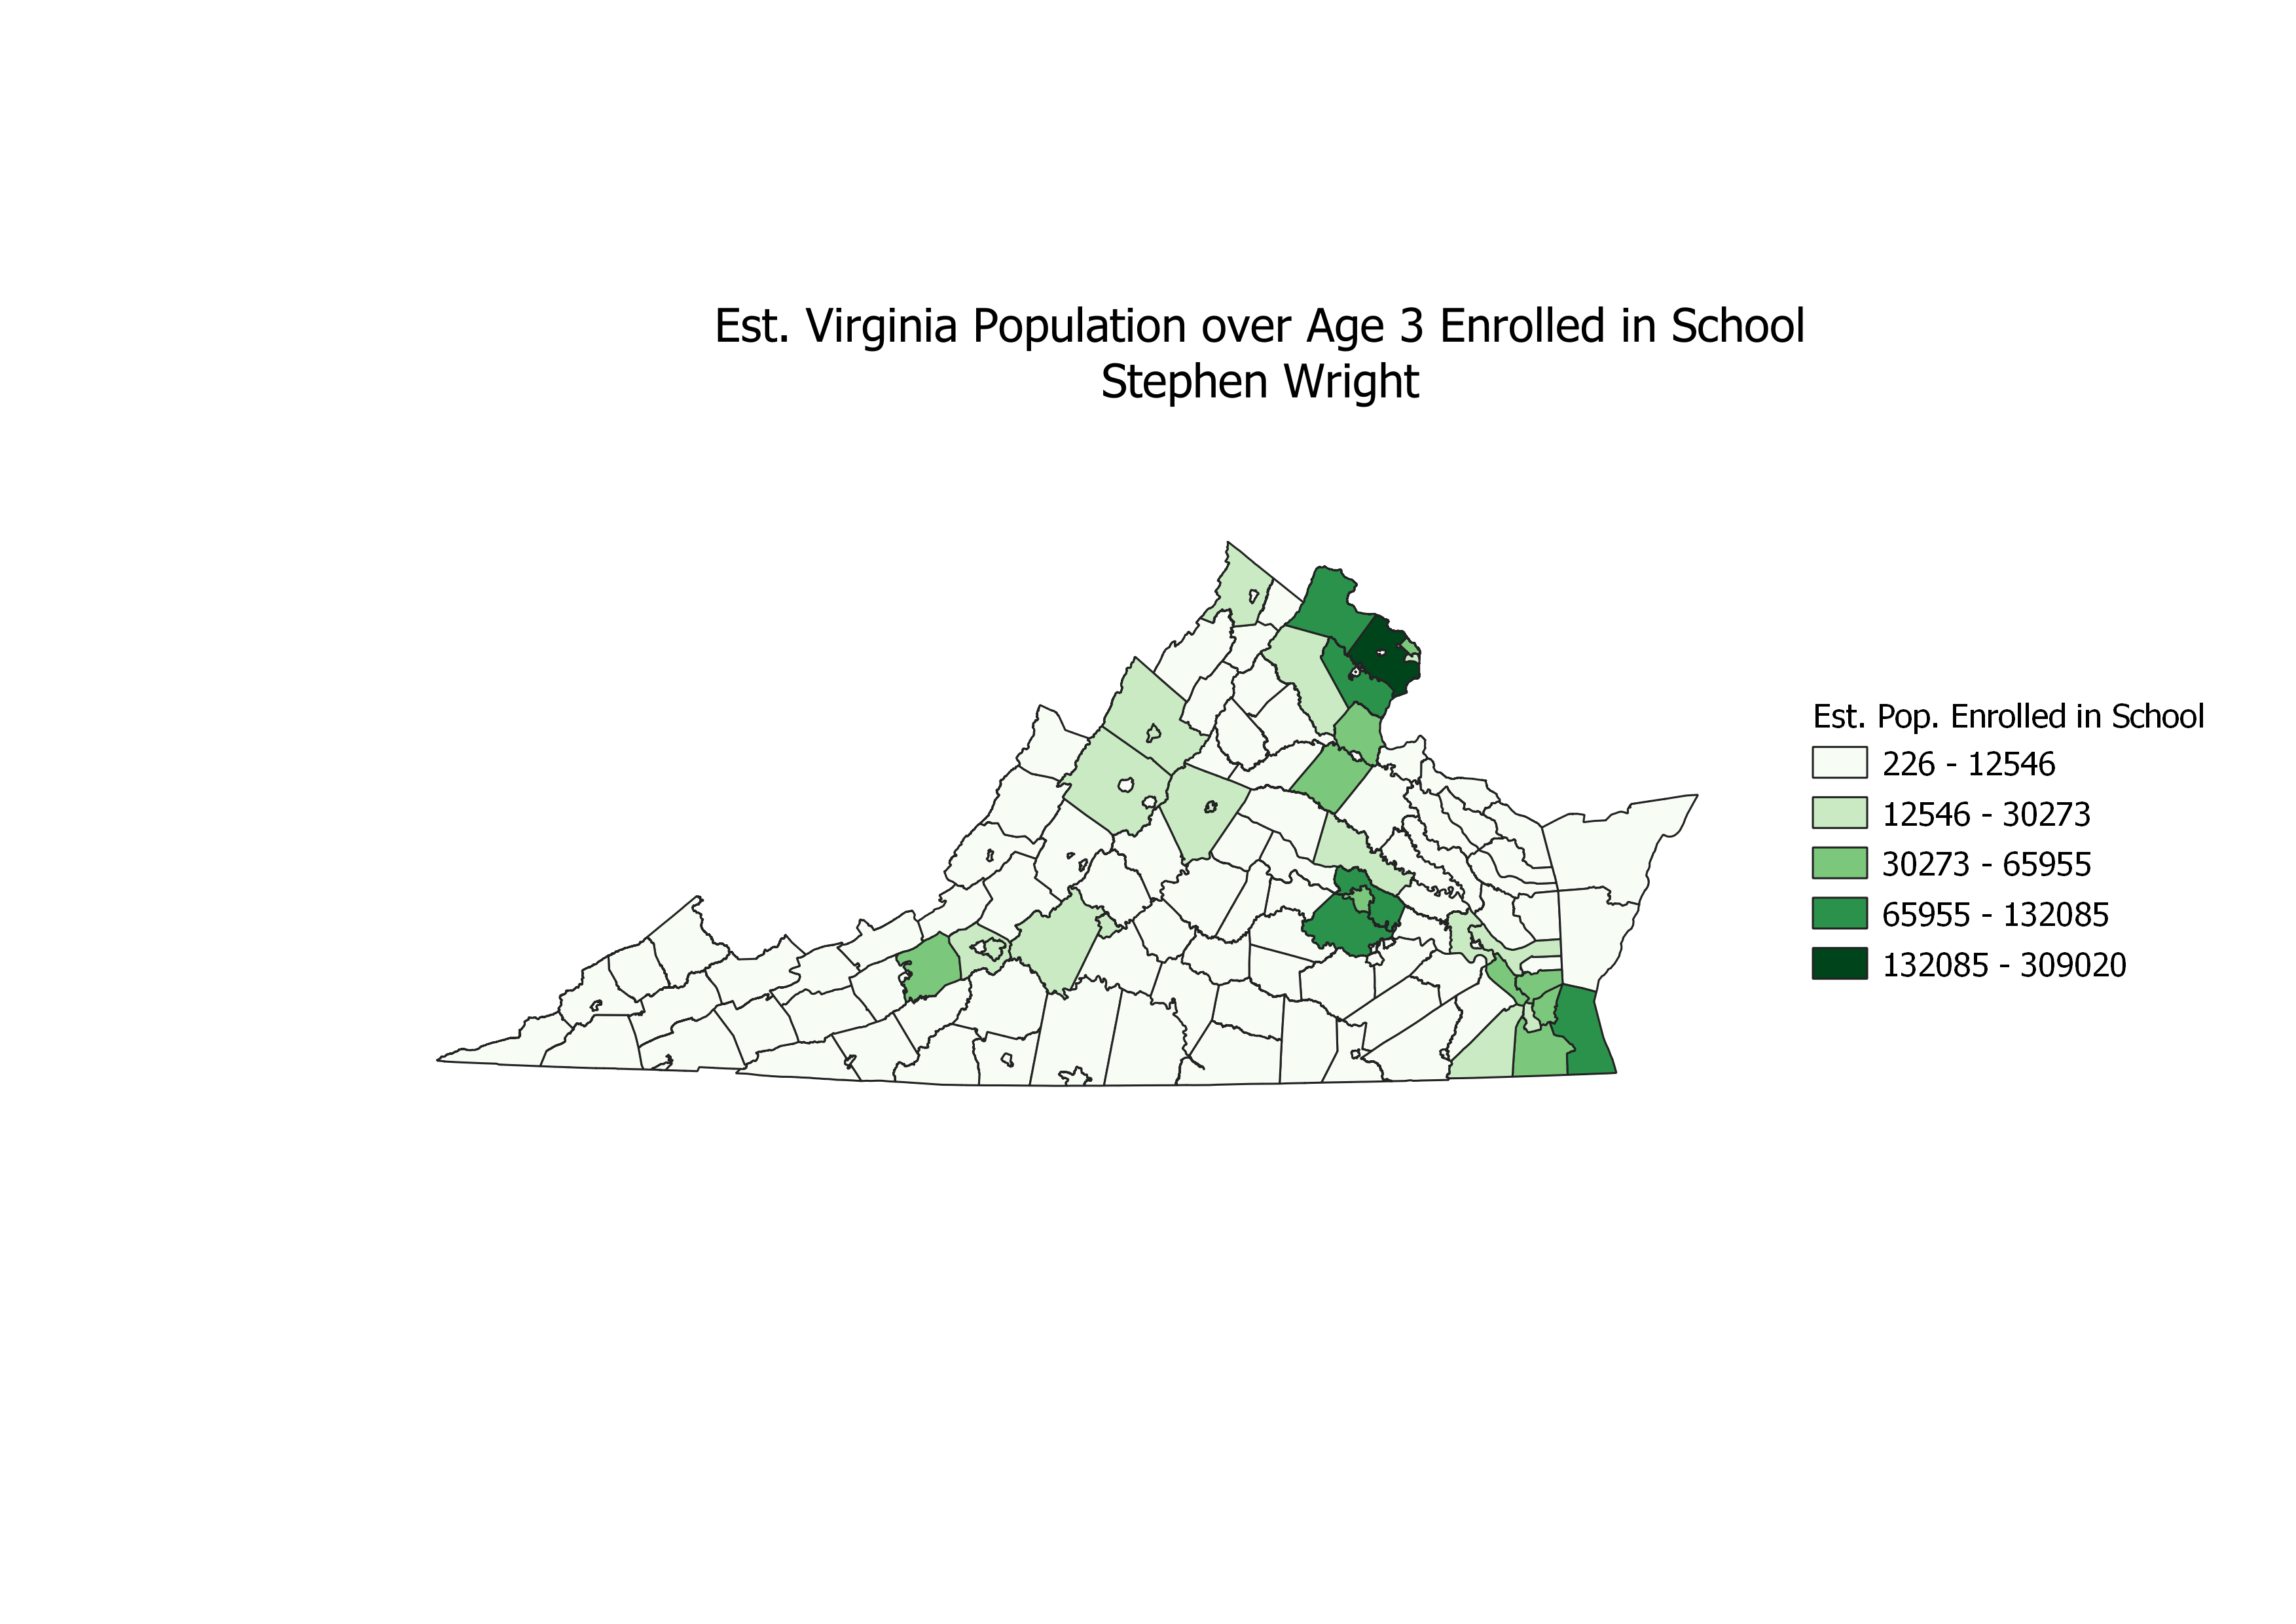 Est. Virginia Population over Age 3 Enrolled in School
Stephen Wright
Est. Pop. Enrolled in School
226 - 12546
12546 - 30273
30273 - 65955
65955 - 132085
132085 - 309020